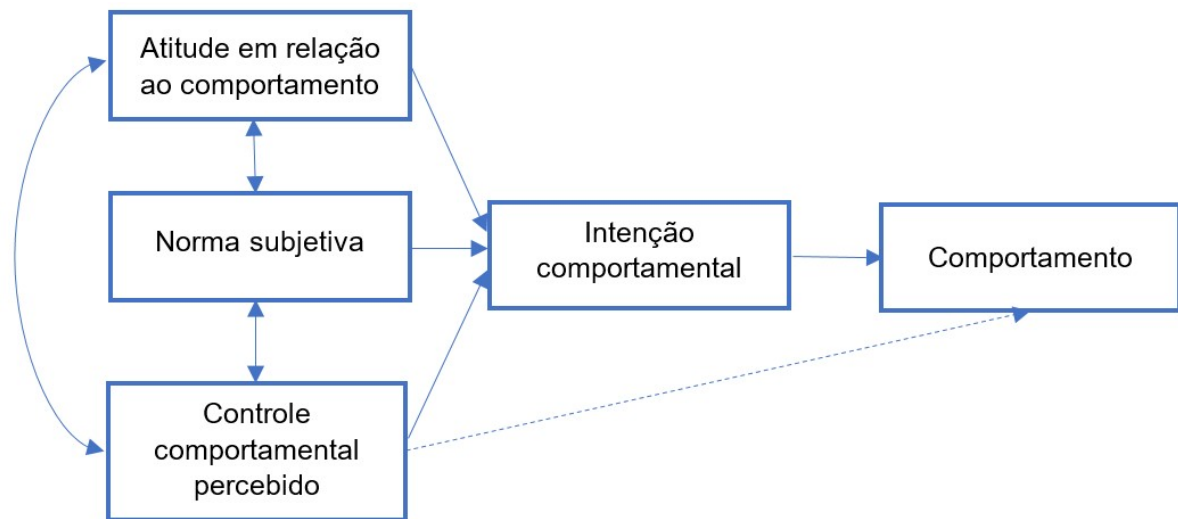 Atitude em relação
ao comportamento
Norma subjetiva
Controle
comportamental
percebido
Intenção
comportamental
Comportamento